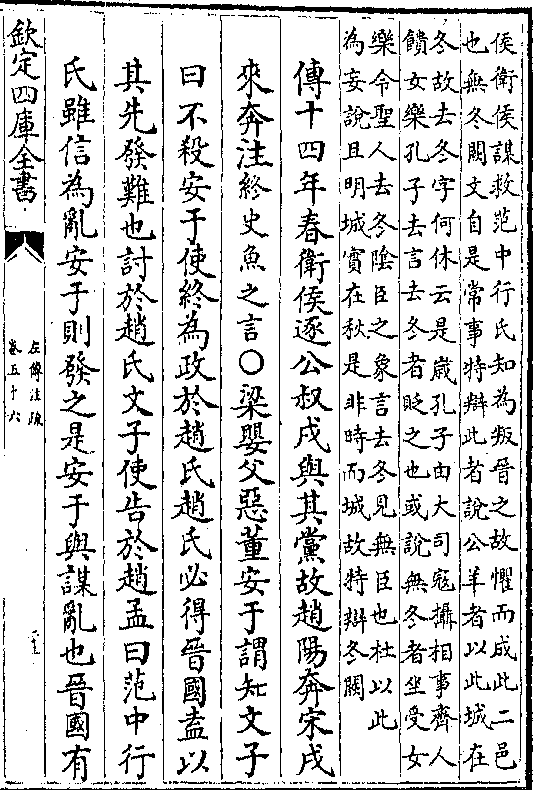 侯衛侯謀救范中行氏知為叛晉之故懼而成此二邑
也無冬闕文自是常事特辯此者說公羊者以此城在
冬故去冬字何休云是歲孔子由大司寇攝相事齊人
饋女樂孔子去言去冬者貶之也或說無冬者坐受女
樂令聖人去冬陰臣之象言去冬見無臣也杜以此
為妄說且明城實在秋是非時而城故特辯冬闕
傳十四年春衛侯逐公叔戌與其黨故趙陽奔宋戌
來奔注終史魚之言○梁嬰父惡董安于謂知文子
曰不殺安于使終為政於趙氏趙氏必得晉國盍以
其先發難也討於趙氏文子使告於趙孟曰范中行
氏雖信為亂安于則發之是安于與謀亂也晉國有
欽定四庫全書
左傳注疏
卷五十六